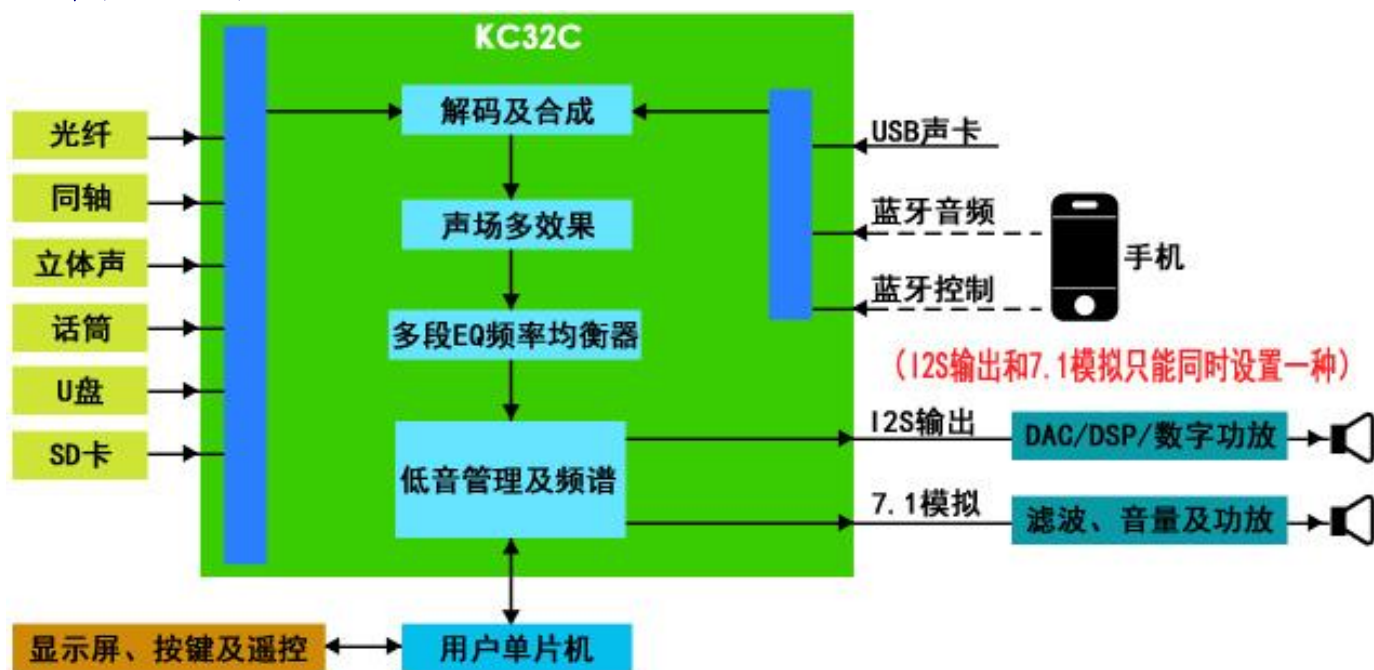 KC32C
解码及合成
光纤
USB声卡
同轴
声场多效果
蓝牙音频
立体声
手机
蓝牙控制
话筒
多段EQ频率均衡器
(I2S输出和7.1模拟只能同时设置一种)
U盘
I2S输出
DAC/DSP/数字功放
SD卡
低音管理及频谱
7.1模拟
滤波、音量及功放
显示屏、按键及遥控
用户单片机